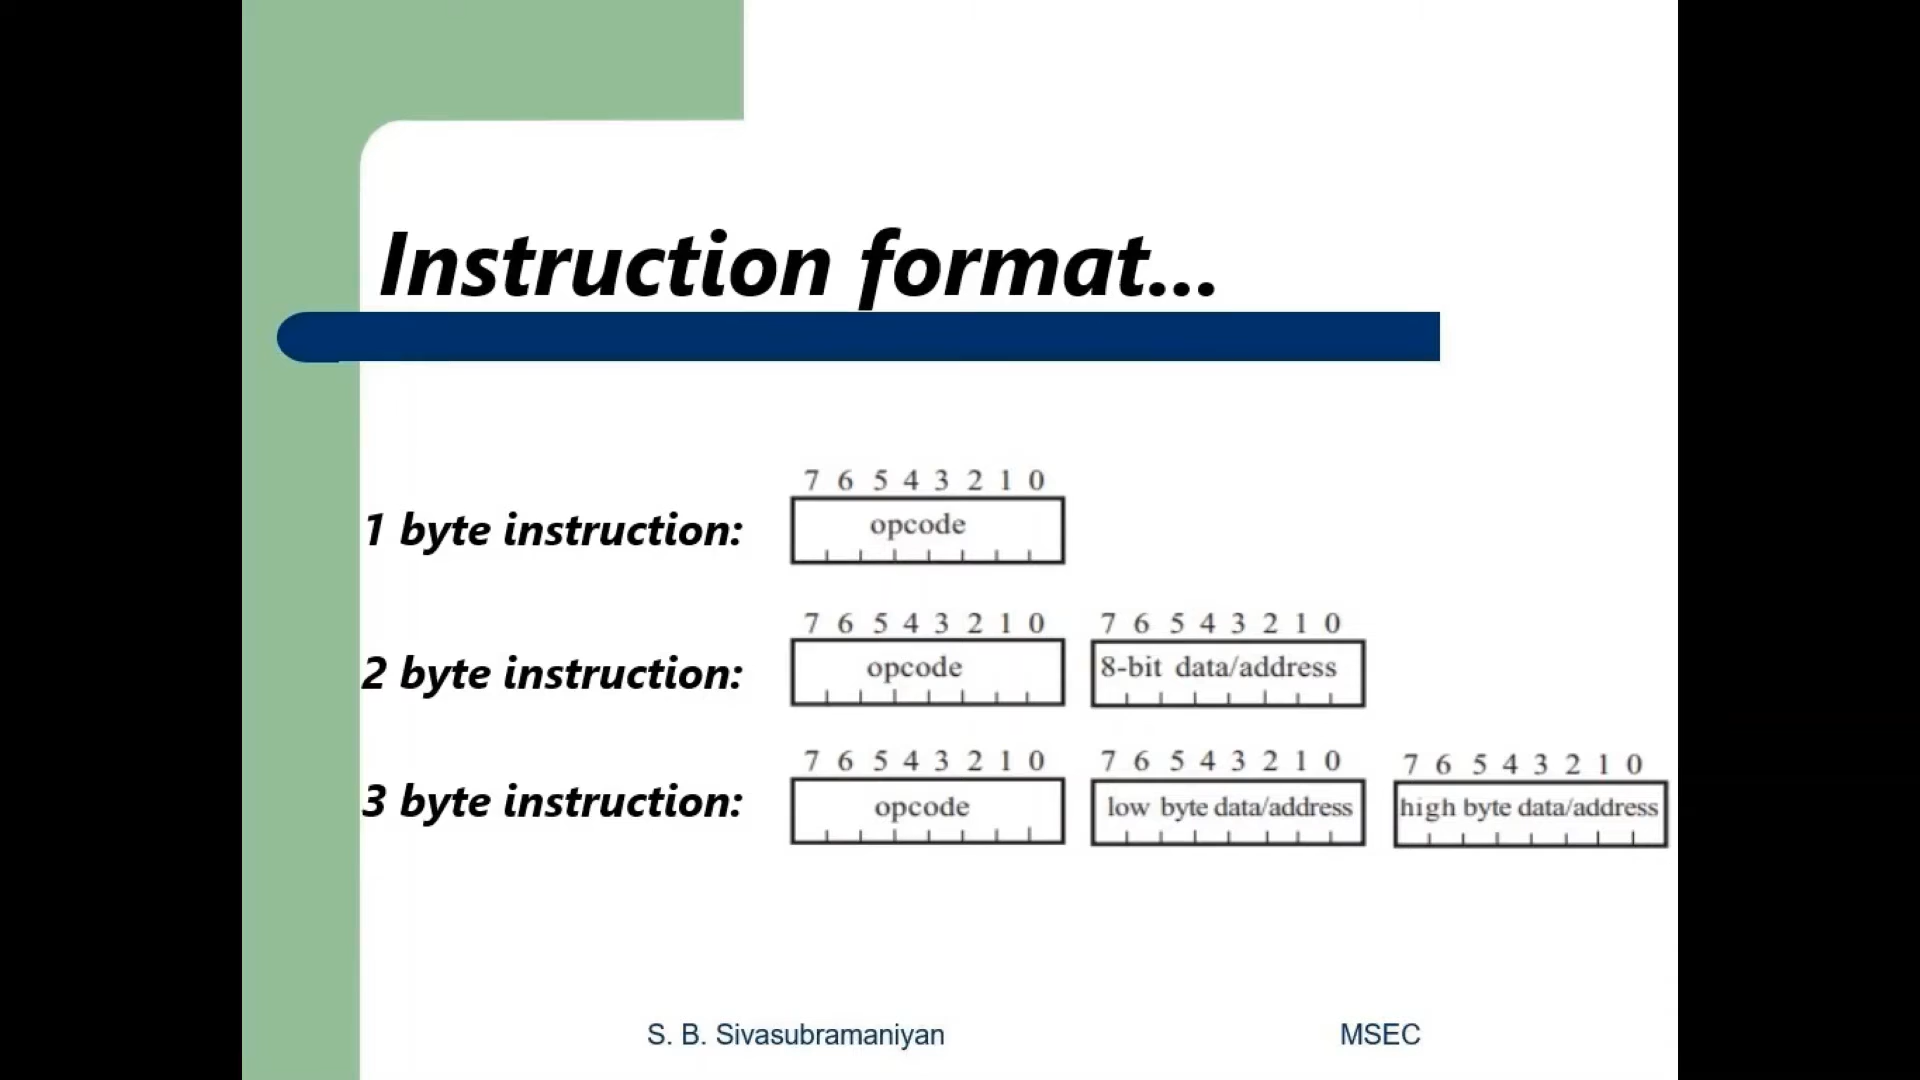 Instruction format...
7 6 5 4 3 2 1 0
1 byte instruction: opcode
7 6 5 4 3 2 1 0 7 6 5 4 3 2 1 0
2 byte instruction: opcode 8-bit data/address
7 6 5 4 3 2 1 0 7 6 5 4 3 2 1 0 7 6 5 4 3 2 1 0
3 byte instruction: opcode low byte data/address high byte data/address
S. B. Sivasubramaniyan MSEC